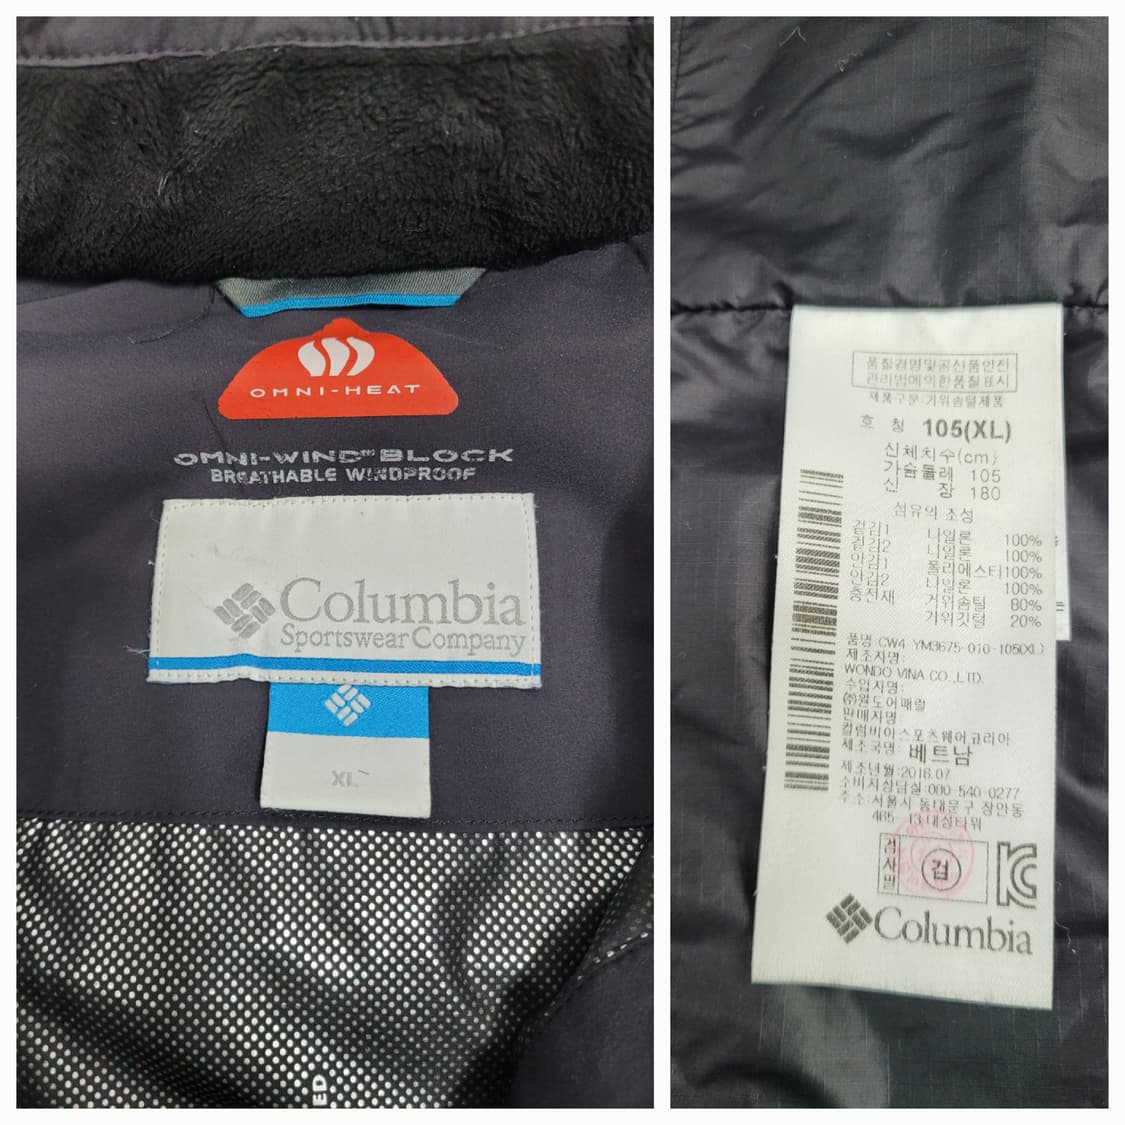 OMNI-HEAT
OMNI-WIND™ BLOCK
BREATHABLE WINDPROOF
Columbia
Sportswear Company
XL
ED
품질경영및공산품안전
관리법에의한품질표시
제품구분:거위솜털제품
호 칭 105(XL)
신체치수(cm)
가슴둘레 105
신 장 180
섬유의 조성
겉감1 나일론 100%
겉감2 나일론 100%
안감1 폴리에스터100%
안감2 나일론 100%
충전재 거위솜털 80%
거위깃털 20%
품명 CW4 YM3675-010-105(XL)
제조자명:
WONDO VINA CO.,LTD.
수입자명:
㈜원도어패럴
판매자명
컬럼비아스포츠웨어코리아
제조국명: 베트남
제조년월:2016.07
소비자상담실:080-540-0277
주소:서울시 동대문구 장안동
465-13 대성타워
검사필
검
KC
Columbia